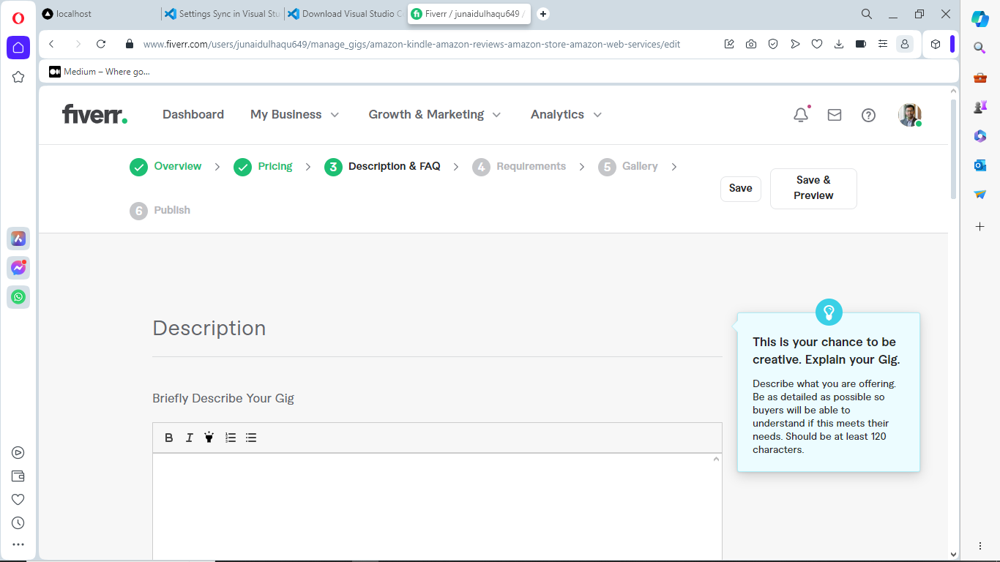 localhost
Settings Sync in Visual Stu
Download Visual Studio C
Fiverr / junaidulhaqu649 /
www.fiverr.com/users/junaidulhaqu649/manage_gigs/amazon-kindle-amazon-reviews-amazon-store-amazon-web-services/edit
Medium – Where go...
fiverr.
Dashboard
My Business
Growth & Marketing
Analytics
Overview
Pricing
3 Description & FAQ
4 Requirements
5 Gallery
6 Publish
Save
Save &
Preview
Description
This is your chance to be
creative. Explain your Gig.
Describe what you are offering.
Be as detailed as possible so
buyers will be able to
understand if this meets their
needs. Should be at least 120
characters.
Briefly Describe Your Gig
B I